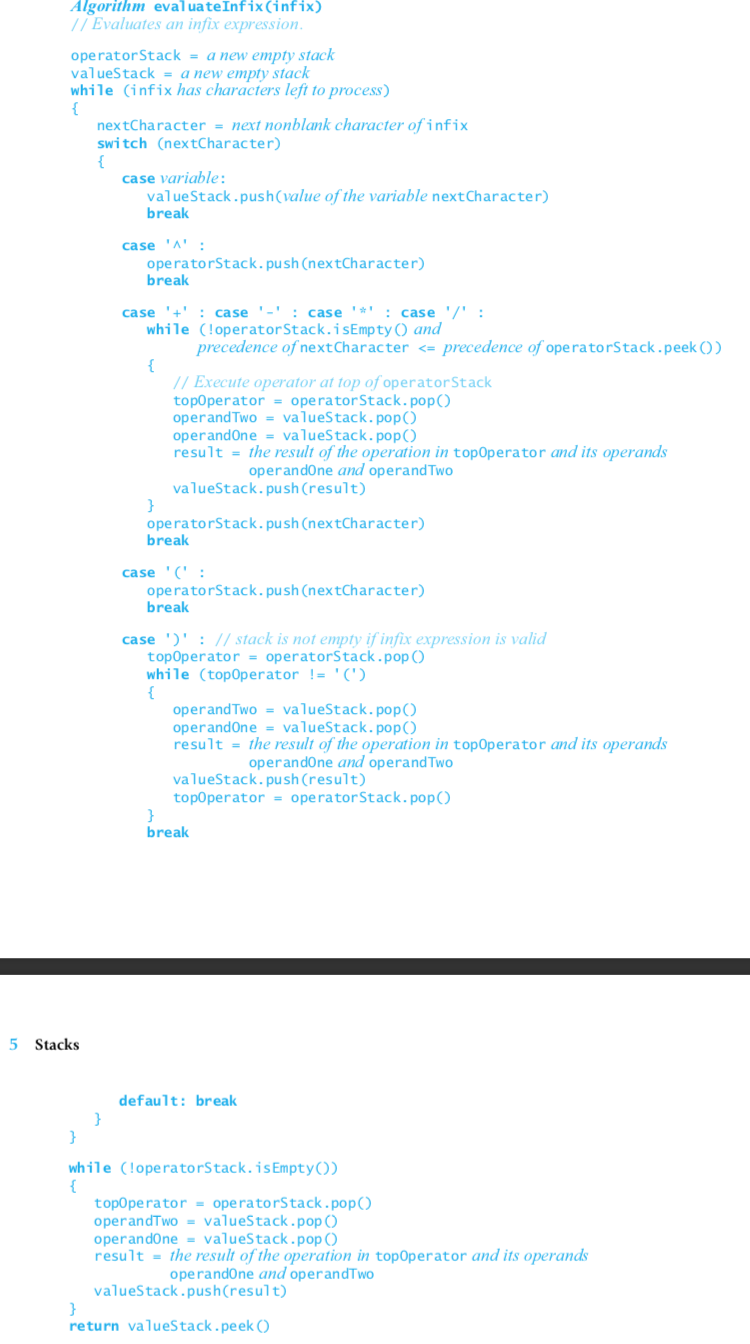 Algorithm evaluateInfix(infix)
// Evaluates an infix expression.
operatorStack = a new empty stack
valueStack = a new empty stack
while (infix has characters left to process)
{
nextCharacter = next nonblank character of infix
switch (nextCharacter)
{
case variable:
valueStack.push(value of the variable nextCharacter)
break
case '^' :
operatorStack.push(nextCharacter)
break
case '+' : case '-' : case '*' : case '/' :
while (!operatorStack.isEmpty() and
precedence of nextCharacter <= precedence of operatorStack.peek())
{
// Execute operator at top of operatorStack
topOperator = operatorStack.pop()
operandTwo = valueStack.pop()
operandOne = valueStack.pop()
result = the result of the operation in topOperator and its operands
operandOne and operandTwo
valueStack.push(result)
}
operatorStack.push(nextCharacter)
break
case '(' :
operatorStack.push(nextCharacter)
break
case ')' : // stack is not empty if infix expression is valid
topOperator = operatorStack.pop()
while (topOperator != '(')
{
operandTwo = valueStack.pop()
operandOne = valueStack.pop()
result = the result of the operation in topOperator and its operands
operandOne and operandTwo
valueStack.push(result)
topOperator = operatorStack.pop()
}
break
5 Stacks
default: break
}
}
while (!operatorStack.isEmpty())
{
topOperator = operatorStack.pop()
operandTwo = valueStack.pop()
operandOne = valueStack.pop()
result = the result of the operation in topOperator and its operands
operandOne and operandTwo
valueStack.push(result)
}
return valueStack.peek()